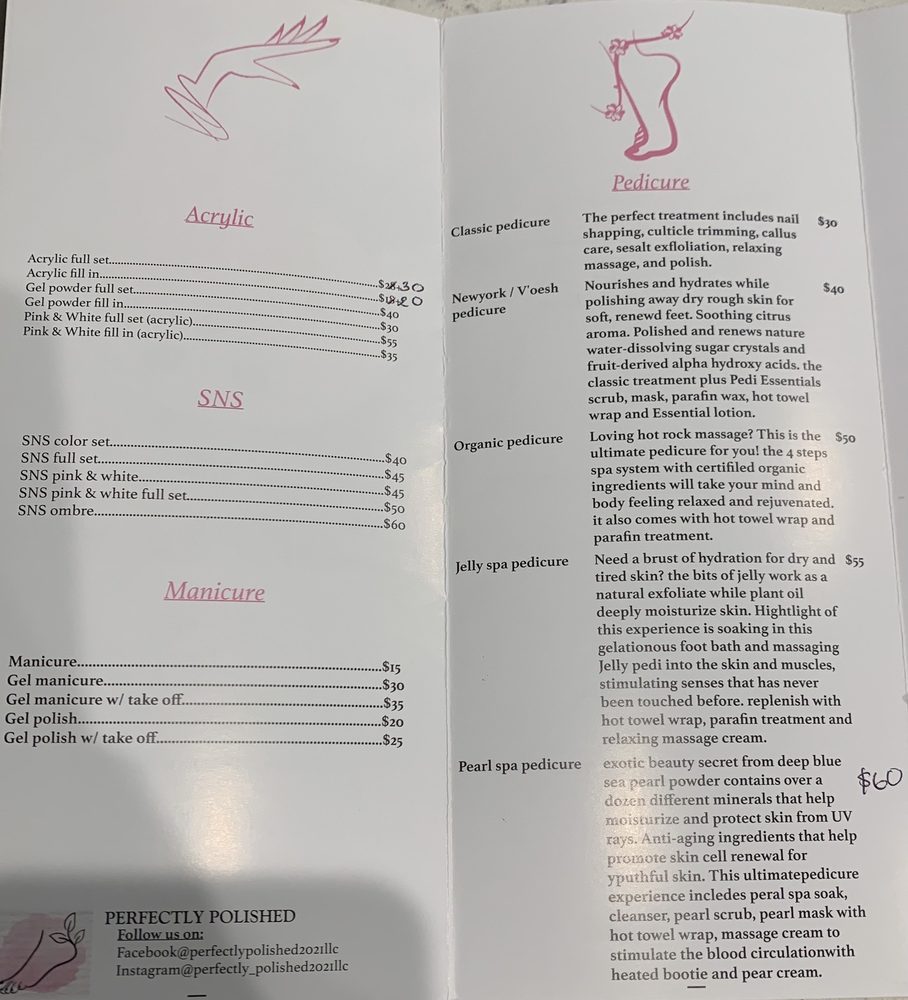 Acrylic
Acrylic full set....................$28 30
Acrylic fill in....................$18 20
Gel powder full set....................$40
Gel powder fill in....................$30
Pink & White full set (acrylic)....................$55
Pink & White fill in (acrylic)....................$35
SNS
SNS color set....................$40
SNS full set....................$45
SNS pink & white....................$45
SNS pink & white full set....................$50
SNS ombre....................$60
Manicure
Manicure....................$15
Gel manicure....................$30
Gel manicure w/ take off....................$35
Gel polish....................$20
Gel polish w/ take off....................$25
PERFECTLY POLISHED
Follow us on:
Facebook@perfectlypolished2021llc
Instagram@perfectly_polished2021llc
Pedicure
Classic pedicure The perfect treatment includes nail $30
shapping, culticle trimming, callus
care, sesalt exfloliation, relaxing
massage, and polish.
Newyork / V'oesh Nourishes and hydrates while $40
pedicure polishing away dry rough skin for
soft, renewd feet. Soothing citrus
aroma. Polished and renews nature
water-dissolving sugar crystals and
fruit-derived alpha hydroxy acids. the
classic treatment plus Pedi Essentials
scrub, mask, parafin wax, hot towel
wrap and Essential lotion.
Organic pedicure Loving hot rock massage? This is the $50
ultimate pedicure for you! the 4 steps
spa system with certifiled organic
ingredients will take your mind and
body feeling relaxed and rejuvenated.
it also comes with hot towel wrap and
parafin treatment.
Jelly spa pedicure Need a brust of hydration for dry and $55
tired skin? the bits of jelly work as a
natural exfoliate while plant oil
deeply moisturize skin. Hightlight of
this experience is soaking in this
gelationous foot bath and massaging
Jelly pedi into the skin and muscles,
stimulating senses that has never
been touched before. replenish with
hot towel wrap, parafin treatment and
relaxing massage cream.
Pearl spa pedicure exotic beauty secret from deep blue $60
sea pearl powder contains over a
dozen different minerals that help
moisturize and protect skin from UV
rays. Anti-aging ingredients that help
promote skin cell renewal for
yputhful skin. This ultimatepedicure
experience incledes peral spa soak,
cleanser, pearl scrub, pearl mask with
hot towel wrap, massage cream to
stimulate the blood circulationwith
heated bootie and pear cream.